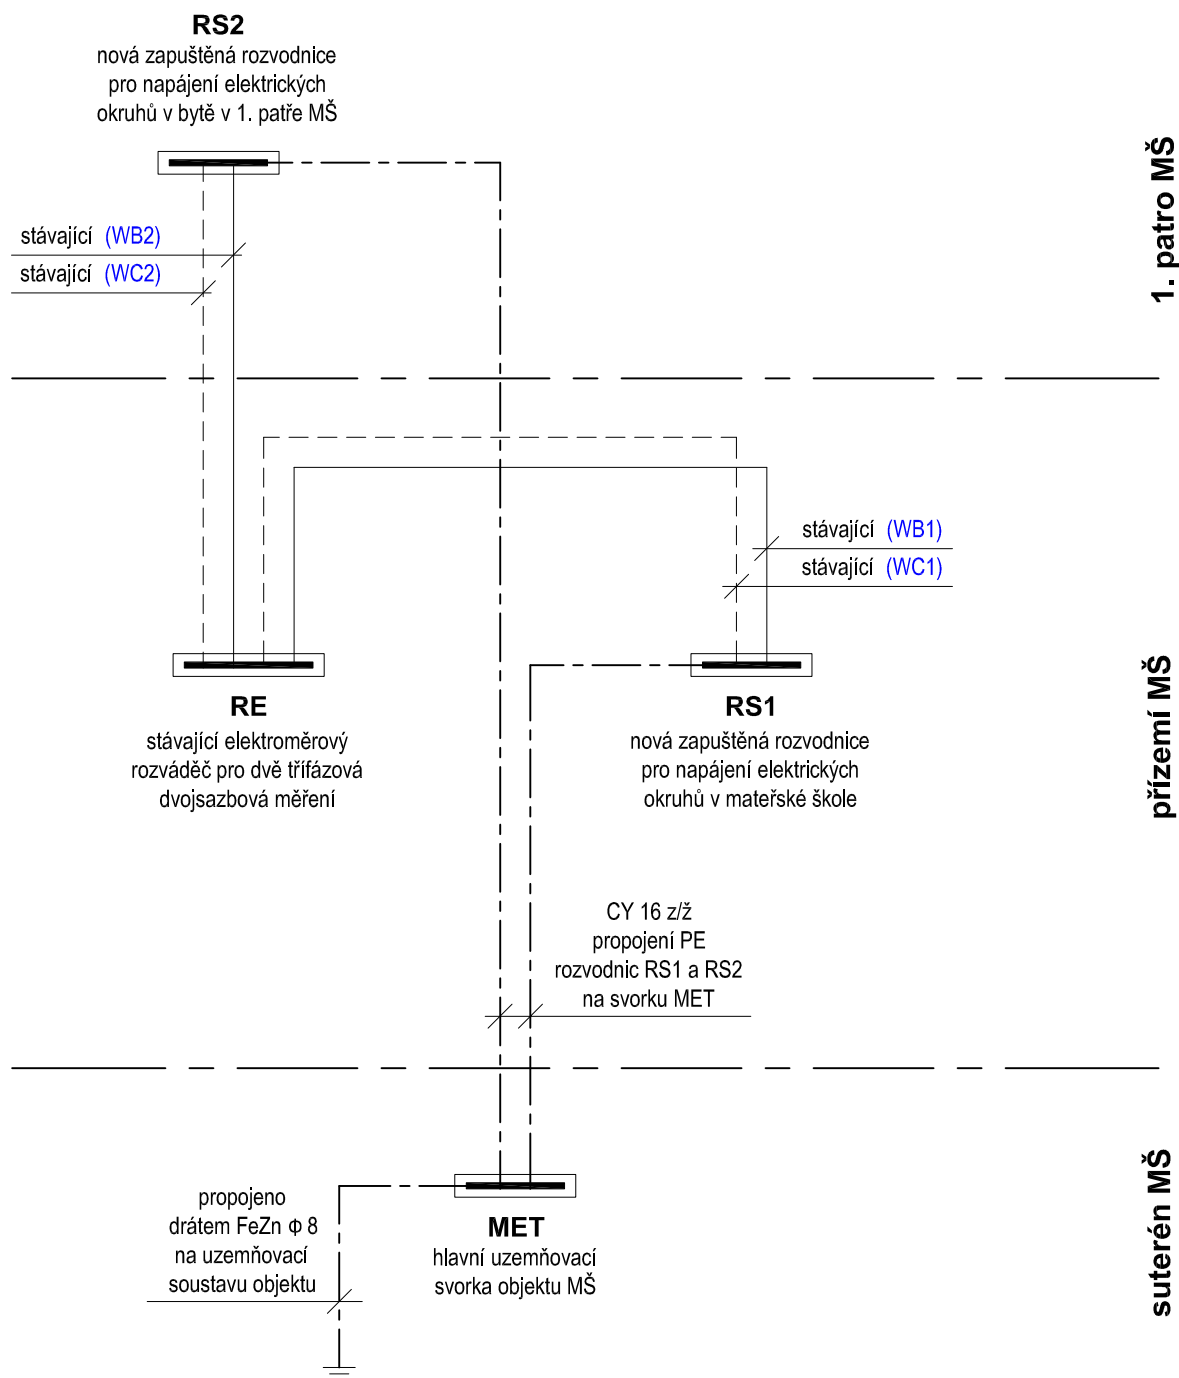 RS2
nová zapuštěná rozvodnice
pro napájení elektrických
okruhů v bytě v 1. patře MŠ
1. patro MŠ
stávající (WB2)
stávající (WC2)
stávající (WB1)
stávající (WC1)
RE
stávající elektroměrový
rozváděč pro dvě třífázová
dvojsazbová měření
RS1
nová zapuštěná rozvodnice
pro napájení elektrických
okruhů v mateřské škole
přízemí MŠ
CY 16 z/ž
propojení PE
rozvodnic RS1 a RS2
na svorku MET
propojeno
drátem FeZn Φ 8
na uzemňovací
soustavu objektu
MET
hlavní uzemňovací
svorka objektu MŠ
suterén MŠ